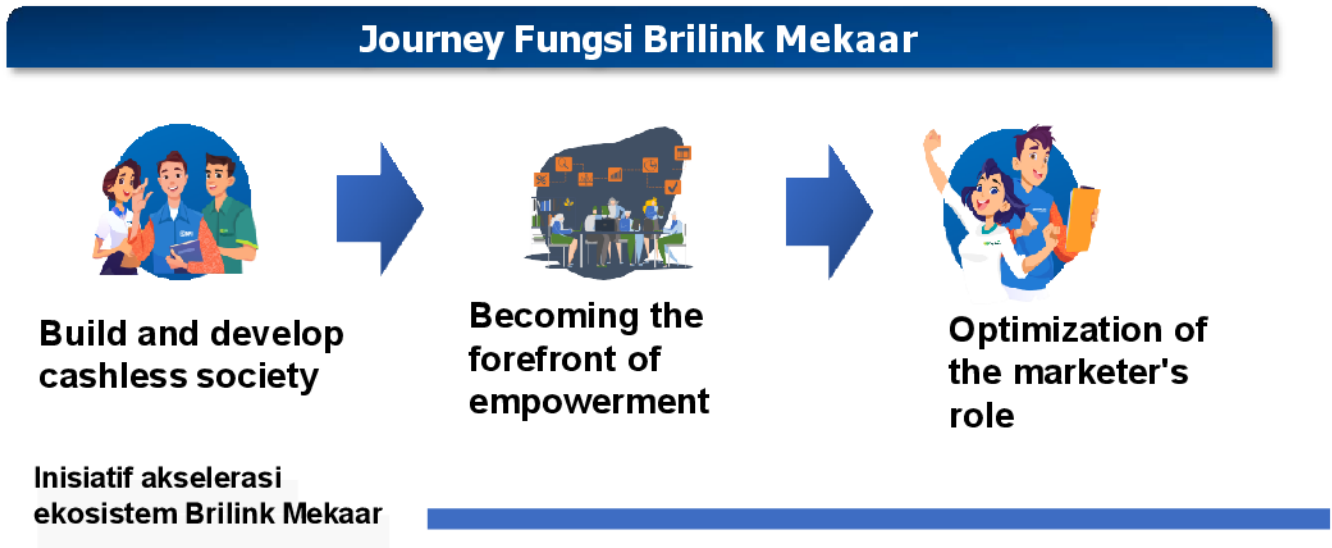 Journey Fungsi Brilink Mekaar
Build and develop
cashless society
Becoming the
forefront of
empowerment
Optimization of
the marketer's
role
Inisiatif akselerasi
ekosistem Brilink Mekaar